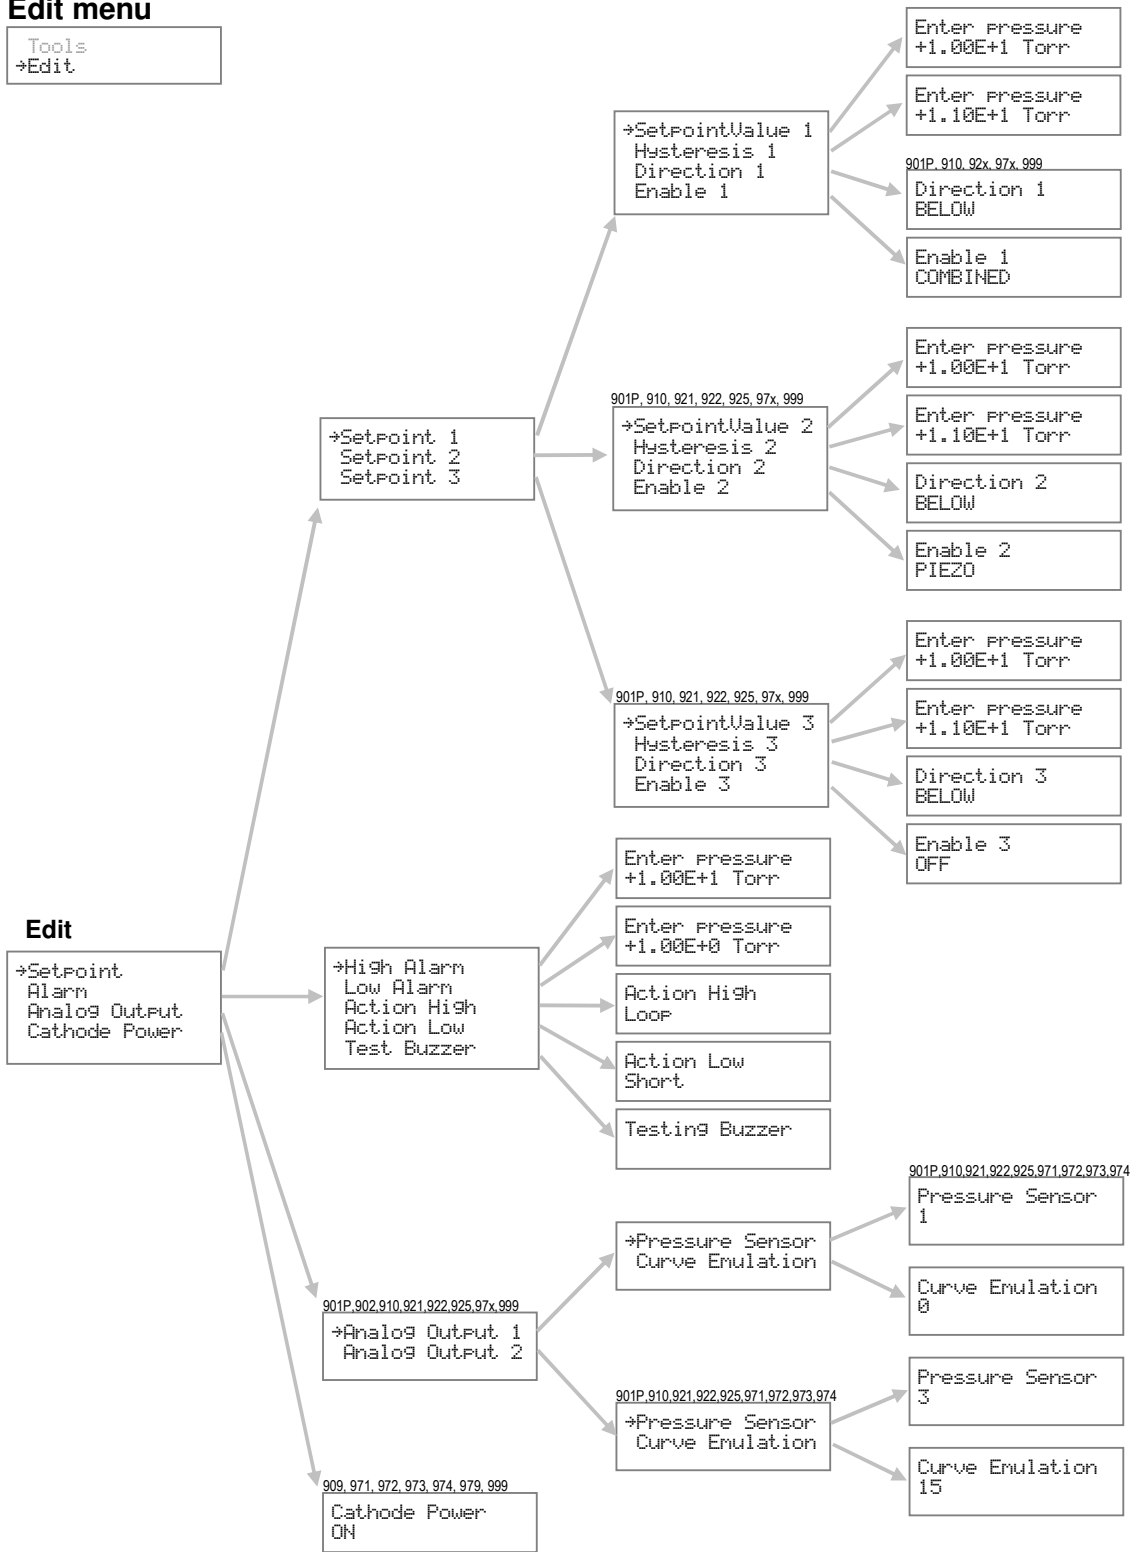 Edit menu
Tools
→Edit
Enter pressure
+1.00E+1 Torr
Enter pressure
+1.10E+1 Torr
→SetpointValue 1
Hysteresis 1
Direction 1
Enable 1
901P, 910, 92x, 97x, 999
Direction 1
BELOW
Enable 1
COMBINED
Enter pressure
+1.00E+1 Torr
901P, 910, 921, 922, 925, 97x, 999
→SetpointValue 2
Hysteresis 2
Direction 2
Enable 2
Enter pressure
+1.10E+1 Torr
→Setpoint 1
Setpoint 2
Setpoint 3
Direction 2
BELOW
Enable 2
PIEZO
Enter pressure
+1.00E+1 Torr
901P, 910, 921, 922, 925, 97x, 999
→SetpointValue 3
Hysteresis 3
Direction 3
Enable 3
Enter pressure
+1.10E+1 Torr
Direction 3
BELOW
Enable 3
OFF
Enter pressure
+1.00E+1 Torr
Enter pressure
+1.00E+0 Torr
Edit
→Setpoint
Alarm
Analog Output
Cathode Power
→High Alarm
Low Alarm
Action High
Action Low
Test Buzzer
Action High
Loop
Action Low
Short
Testing Buzzer
901P,910,921,922,925,971,972,973,974
Pressure Sensor
1
→Pressure Sensor
Curve Emulation
Curve Emulation
0
901P,902,910,921,922,925,97x,999
→Analog Output 1
Analog Output 2
Pressure Sensor
3
901P,910,921,922,925,971,972,973,974
→Pressure Sensor
Curve Emulation
Curve Emulation
15
909, 971, 972, 973, 974, 979, 999
Cathode Power
ON